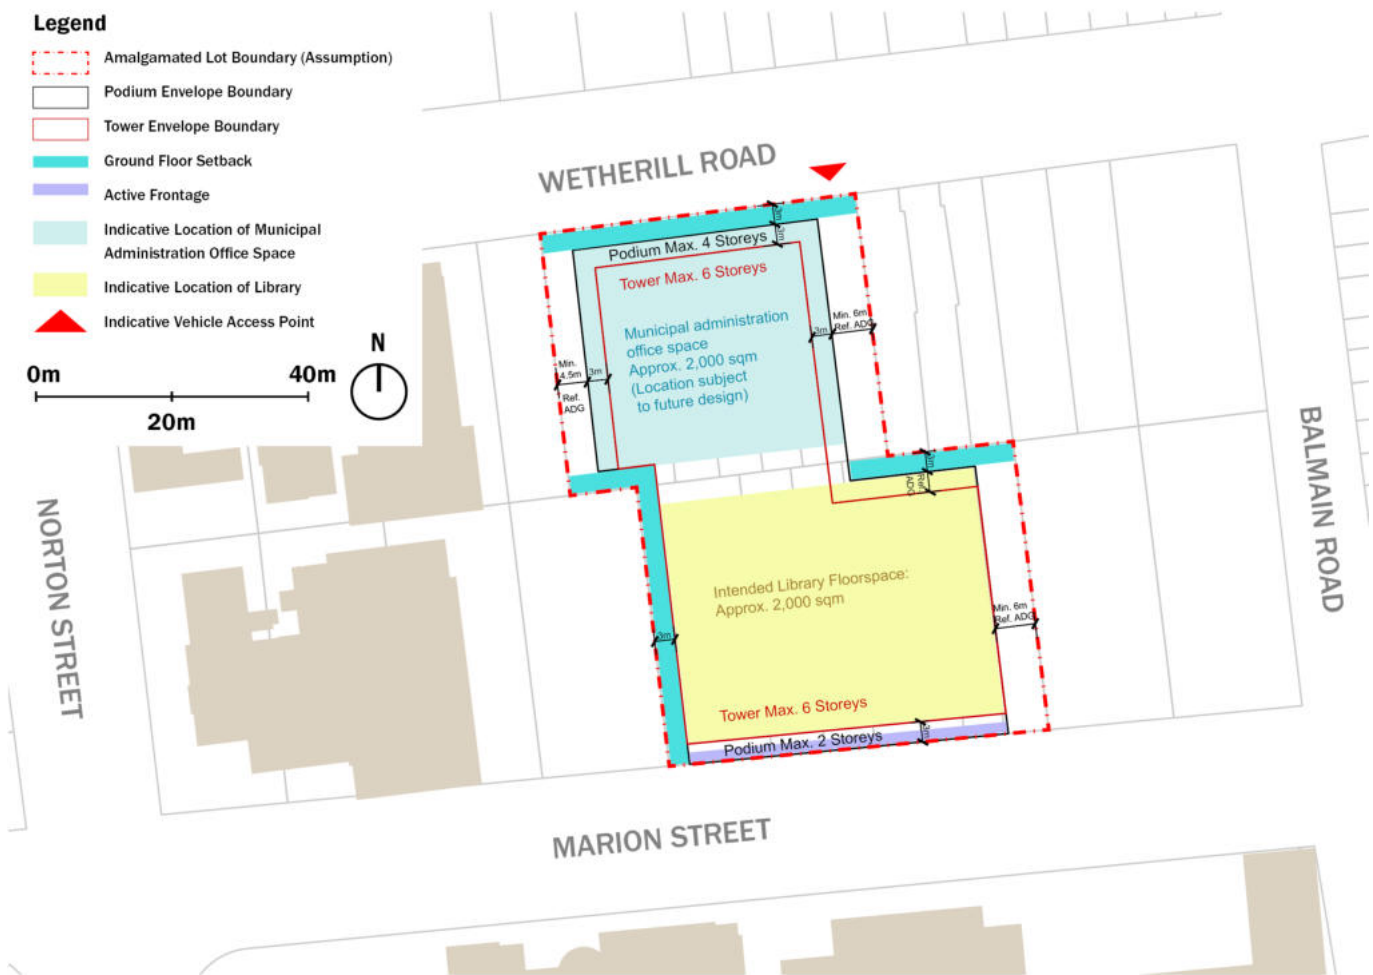 Legend
Amalgamated Lot Boundary (Assumption)
Podium Envelope Boundary
Tower Envelope Boundary
Ground Floor Setback
Active Frontage
Indicative Location of Municipal
Administration Office Space
Indicative Location of Library
Indicative Vehicle Access Point
0m
40m
20m
N
WETHERILL ROAD
3m
3m
Podium Max. 4 Storeys
Tower Max. 6 Storeys
Municipal administration
office space
Approx. 2,000 sqm
(Location subject
to future design)
3m
Min. 6m
Ref. ADG
Min.
4.5m
3m
Ref.
ADG
3m
Ref.
ADG
NORTON STREET
BALMAIN ROAD
Intended Library Floorspace:
Approx. 2,000 sqm
Min. 6m
Ref. ADG
3m
Tower Max. 6 Storeys
Podium Max. 2 Storeys
3m
MARION STREET